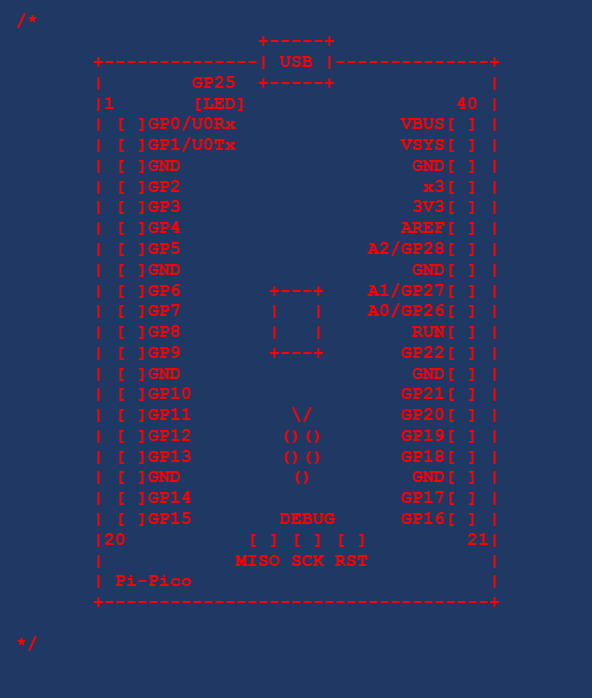 /*
                       +-----+
        +--------------| USB |--------------+
        |        GP25  +-----+              |
        |1       [LED]                   40 |
        | [ ]GP0/U0Rx               VBUS[ ] |
        | [ ]GP1/U0Tx               VSYS[ ] |
        | [ ]GND                     GND[ ] |
        | [ ]GP2                      x3[ ] |
        | [ ]GP3                     3V3[ ] |
        | [ ]GP4                    AREF[ ] |
        | [ ]GP5                 A2/GP28[ ] |
        | [ ]GND                     GND[ ] |
        | [ ]GP6        +---+    A1/GP27[ ] |
        | [ ]GP7        |   |    A0/GP26[ ] |
        | [ ]GP8        |   |        RUN[ ] |
        | [ ]GP9        +---+       GP22[ ] |
        | [ ]GND                     GND[ ] |
        | [ ]GP10                   GP21[ ] |
        | [ ]GP11         \/        GP20[ ] |
        | [ ]GP12        ()()       GP19[ ] |
        | [ ]GP13        ()()       GP18[ ] |
        | [ ]GND          ()         GND[ ] |
        | [ ]GP14                   GP17[ ] |
        | [ ]GP15        DEBUG      GP16[ ] |
        |20           [ ] [ ] [ ]         21|
        |            MISO SCK RST           |
        | Pi-Pico                           |
        +-----------------------------------+
*/